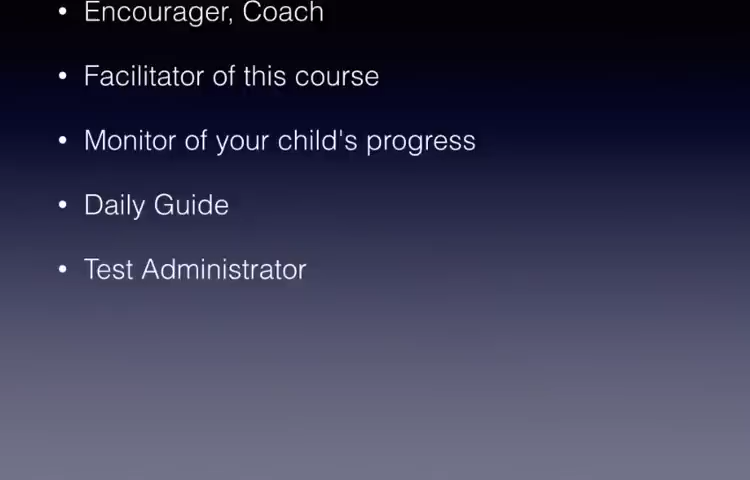 • Encourager, Coach
• Facilitator of this course
• Monitor of your child's progress
• Daily Guide
• Test Administrator